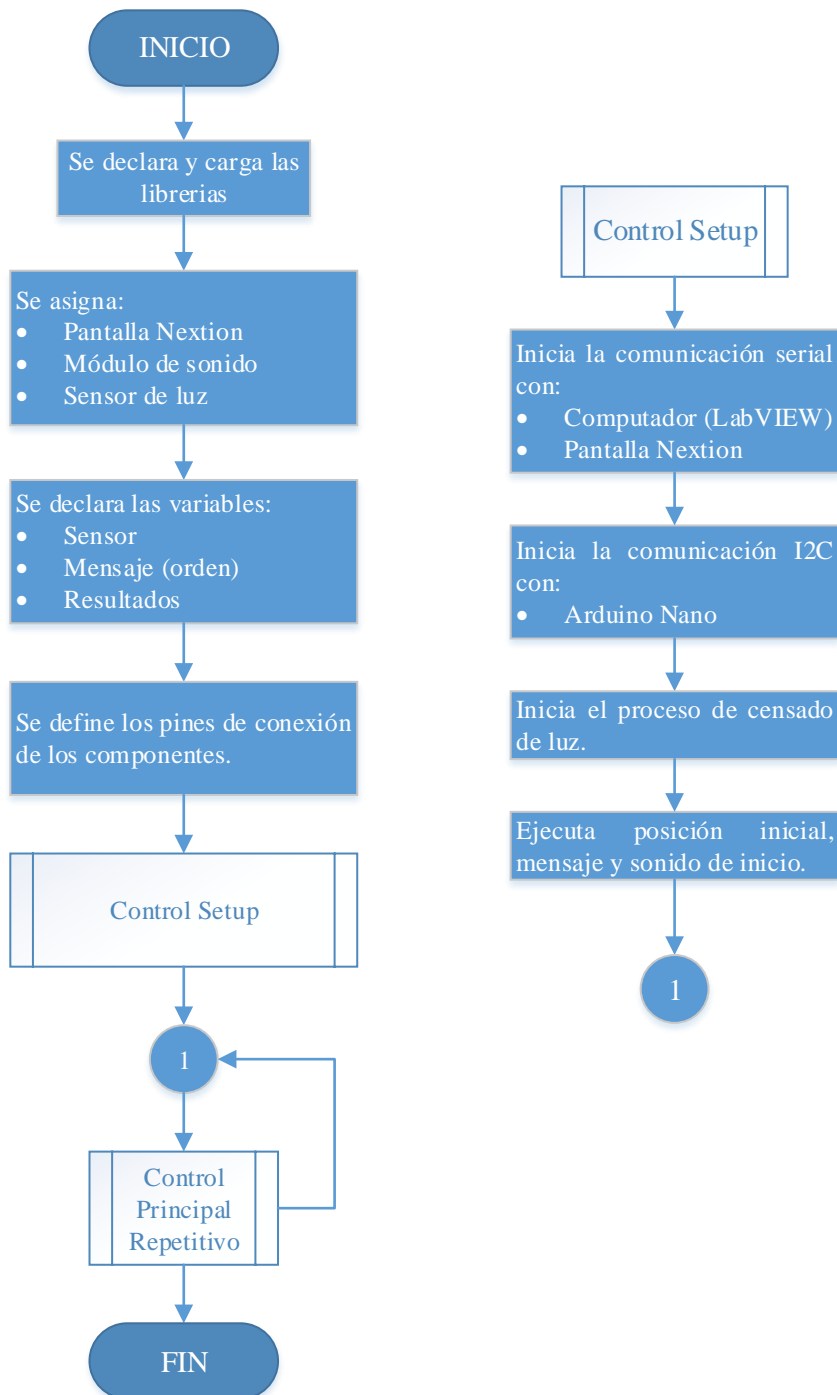 INICIO
Se declara y carga las
librerias
Se asigna:
• Pantalla Nextion
• Módulo de sonido
• Sensor de luz
Se declara las variables:
• Sensor
• Mensaje (orden)
• Resultados
Se define los pines de conexión
de los componentes.
Control Setup
1
Control
Principal
Repetitivo
FIN
Control Setup
Inicia la comunicación serial
con:
• Computador (LabVIEW)
• Pantalla Nextion
Inicia la comunicación I2C
con:
• Arduino Nano
Inicia el proceso de censado
de luz.
Ejecuta posición inicial,
mensaje y sonido de inicio.
1